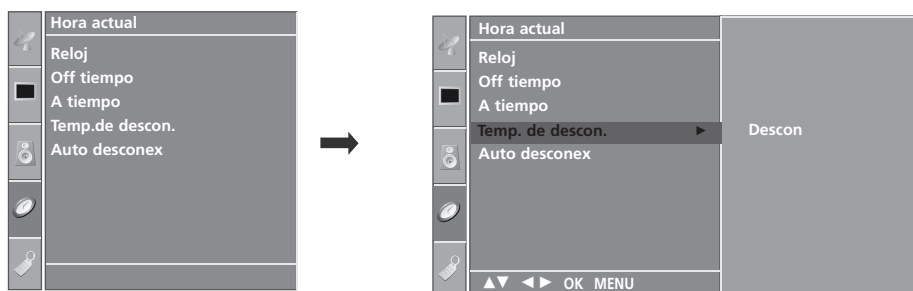 Hora actual
Reloj
Off tiempo
A tiempo
Temp.de descon.
Auto desconex
Hora actual
Reloj
Off tiempo
A tiempo
Temp. de descon. ►
Descon
Auto desconex
▲▼ ◄► OK MENU